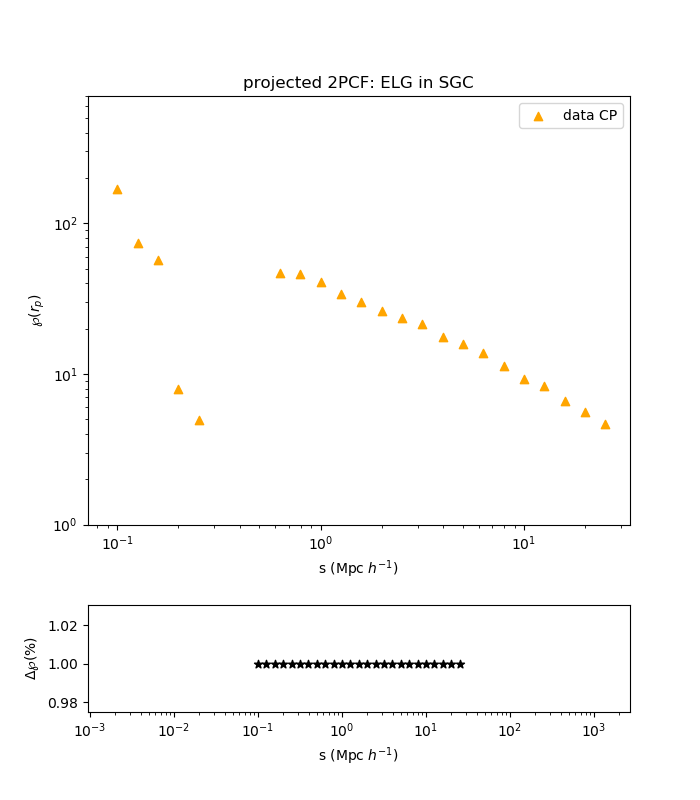 projected 2PCF: ELG in SGC
data CP
10²
10¹
10⁰
℘(rₚ)
10⁻¹ 10⁰ 10¹
s (Mpc h⁻¹)
1.02
1.00
0.98
Δ℘(%)
10⁻³ 10⁻² 10⁻¹ 10⁰ 10¹ 10² 10³
s (Mpc h⁻¹)